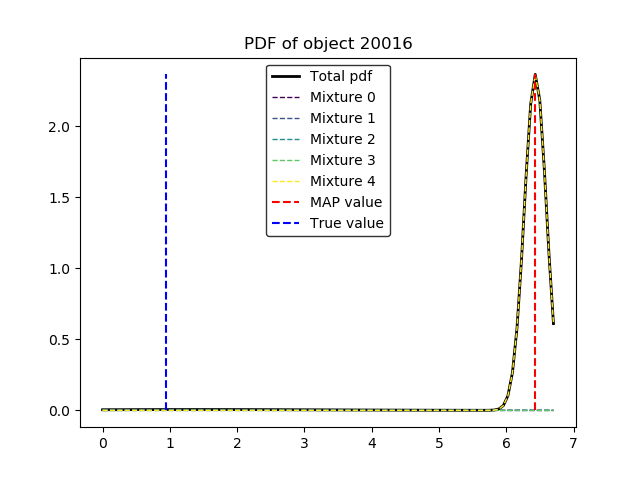 PDF of object 20016
Total pdf
Mixture 0
Mixture 1
Mixture 2
Mixture 3
Mixture 4
MAP value
True value
2.0
1.5
1.0
0.5
0.0
0 1 2 3 4 5 6 7